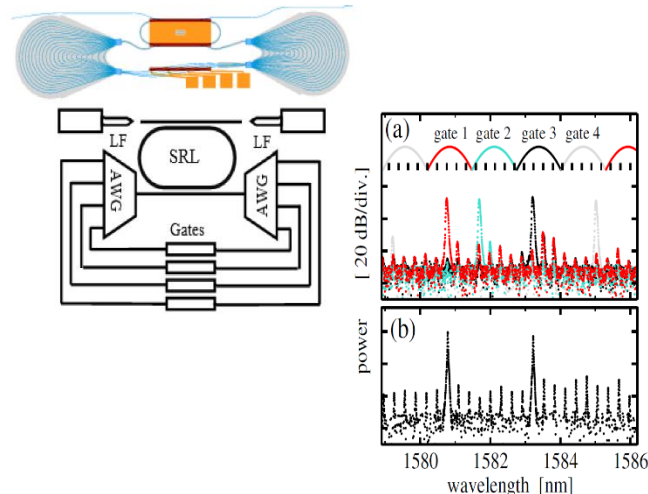 LF
LF
SRL
AWG
AWG
Gates
(a)
gate 1
gate 2
gate 3
gate 4
[ 20 dB/div.]
power
(b)
1580
1582
1584
1586
wavelength [nm]